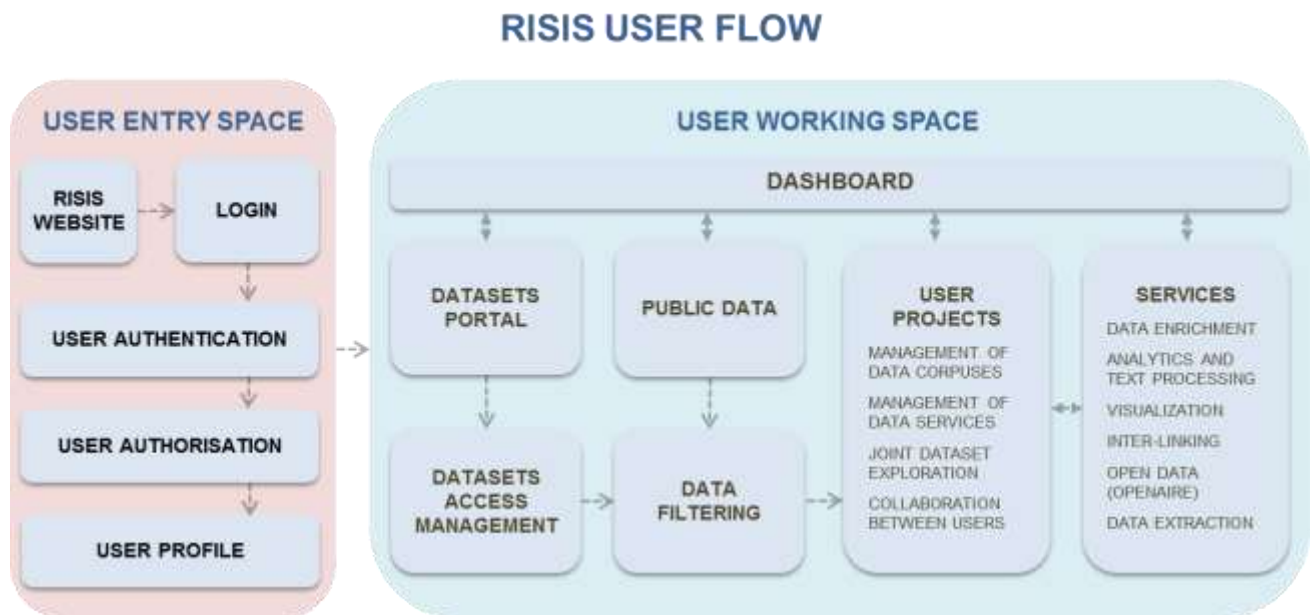 RISIS USER FLOW
USER ENTRY SPACE
RISIS
WEBSITE
LOGIN
USER AUTHENTICATION
USER AUTHORISATION
USER PROFILE
USER WORKING SPACE
DASHBOARD
DATASETS
PORTAL
PUBLIC DATA
DATASETS
ACCESS
MANAGEMENT
DATA
FILTERING
USER
PROJECTS
MANAGEMENT OF
DATA CORPUSES
MANAGEMENT OF
DATA SERVICES
JOINT DATASET
EXPLORATION
COLLABORATION
BETWEEN USERS
SERVICES
DATA ENRICHMENT
ANALYTICS AND
TEXT PROCESSING
VISUALIZATION
INTER-LINKING
OPEN DATA
(OPENAIRE)
DATA EXTRACTION